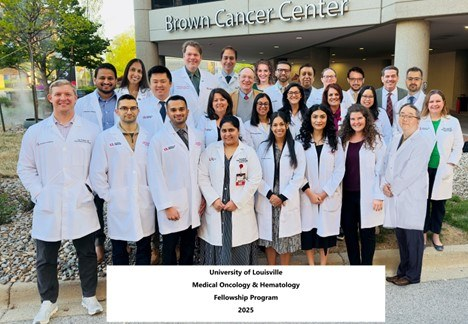 Brown Cancer Center
University of Louisville
Medical Oncology & Hematology
Fellowship Program
2025